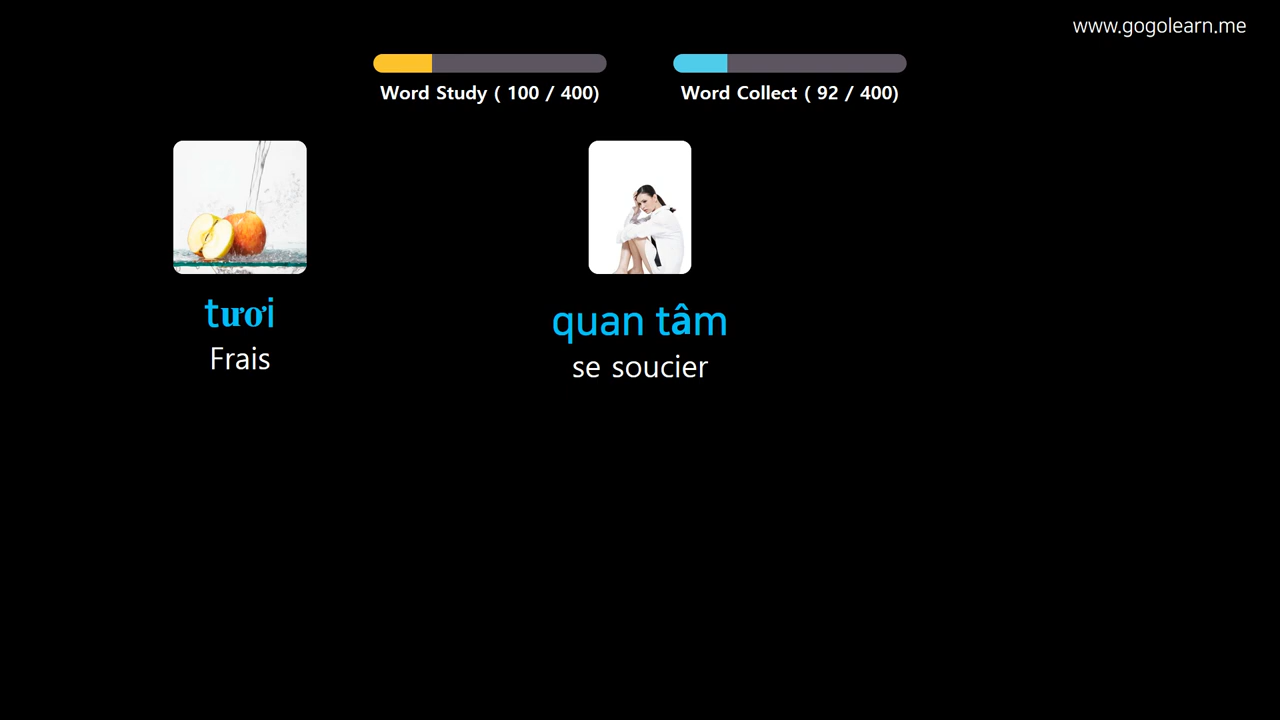 www.gogolearn.me
Word Study ( 100 / 400)
Word Collect ( 92 / 400)
tươi
Frais
quan tâm
se soucier